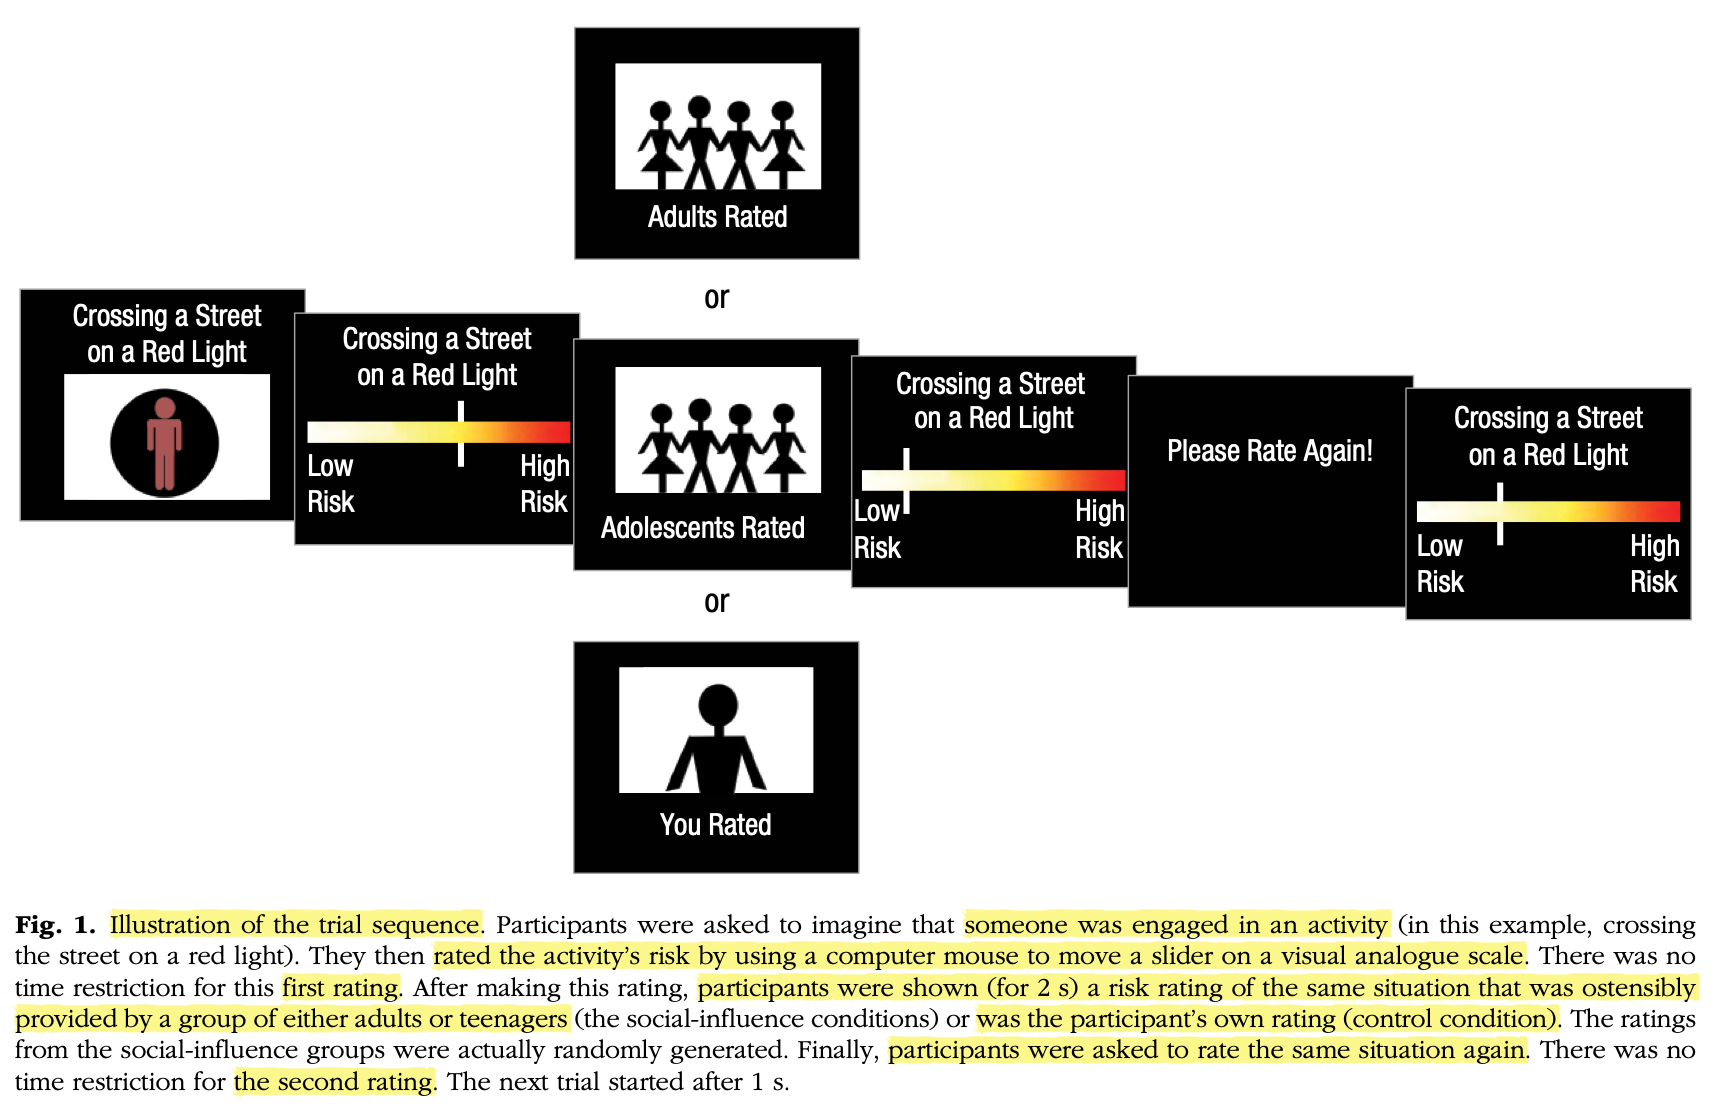 Adults Rated
or
Crossing a Street
on a Red Light
Crossing a Street
on a Red Light
Low
Risk
High
Risk
Adolescents Rated
Crossing a Street
on a Red Light
Low
Risk
High
Risk
Please Rate Again!
Crossing a Street
on a Red Light
Low
Risk
High
Risk
or
You Rated
Fig. 1. Illustration of the trial sequence. Participants were asked to imagine that someone was engaged in an activity (in this example, crossing
the street on a red light). They then rated the activity’s risk by using a computer mouse to move a slider on a visual analogue scale. There was no
time restriction for this first rating. After making this rating, participants were shown (for 2 s) a risk rating of the same situation that was ostensibly
provided by a group of either adults or teenagers (the social-influence conditions) or was the participant’s own rating (control condition). The ratings
from the social-influence groups were actually randomly generated. Finally, participants were asked to rate the same situation again. There was no
time restriction for the second rating. The next trial started after 1 s.